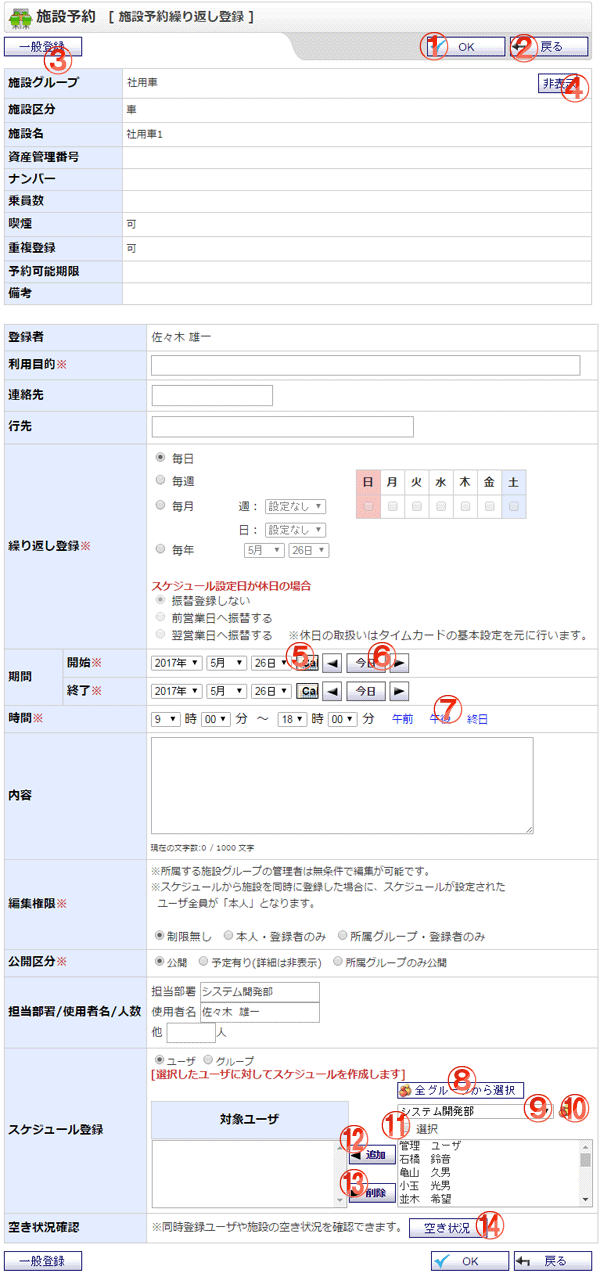 施設予約 [ 施設予約繰り返し登録 ]
一般登録 ③ ① OK ② 戻る
施設グループ 社用車 非表示 ④
施設区分 車
施設名 社用車1
資産管理番号
ナンバー
乗員数
喫煙 可
重複登録 可
予約可能期限
備考
登録者 佐々木 雄一
利用目的※
連絡先
行先
繰り返し登録※
毎日
毎週
毎月 週： 設定なし
日： 設定なし
毎年 5月 26日
日 月 火 水 木 金 土
スケジュール設定日が休日の場合
振替登録しない
前営業日へ振替する
翌営業日へ振替する ※休日の取扱いはタイムカードの基本設定を元に行います。
期間 開始※ 2017年 5月 26日 ⑤ Cal ⑥ 今日
終了※ 2017年 5月 26日 Cal 今日
時間※ 9 時 00 分 ～ 18 時 00 分 午前 午後 ⑦ 終日
内容
現在の文字数:0 / 1000 文字
編集権限※
※所属する施設グループの管理者は無条件で編集が可能です。
※スケジュールから施設を同時に登録した場合に、スケジュールが設定された
ユーザ全員が「本人」となります。
制限無し 本人・登録者のみ 所属グループ・登録者のみ
公開区分※ 公開 予定有り(詳細は非表示) 所属グループのみ公開
担当部署/使用者名/人数
担当部署 システム開発部
使用者名 佐々木 雄一
他 人
スケジュール登録
ユーザ グループ
[選択したユーザに対してスケジュールを作成します]
⑧ 全グループから選択
システム開発部 ⑨ ⑩
対象ユーザ
⑪ 選択
⑫ 追加
⑬ 削除
管理 ユーザ
石橋 鈴音
亀山 久男
小玉 光男
並木 希望
空き状況確認 ※同時登録ユーザや施設の空き状況を確認できます。 空き状況 ⑭
一般登録 OK 戻る